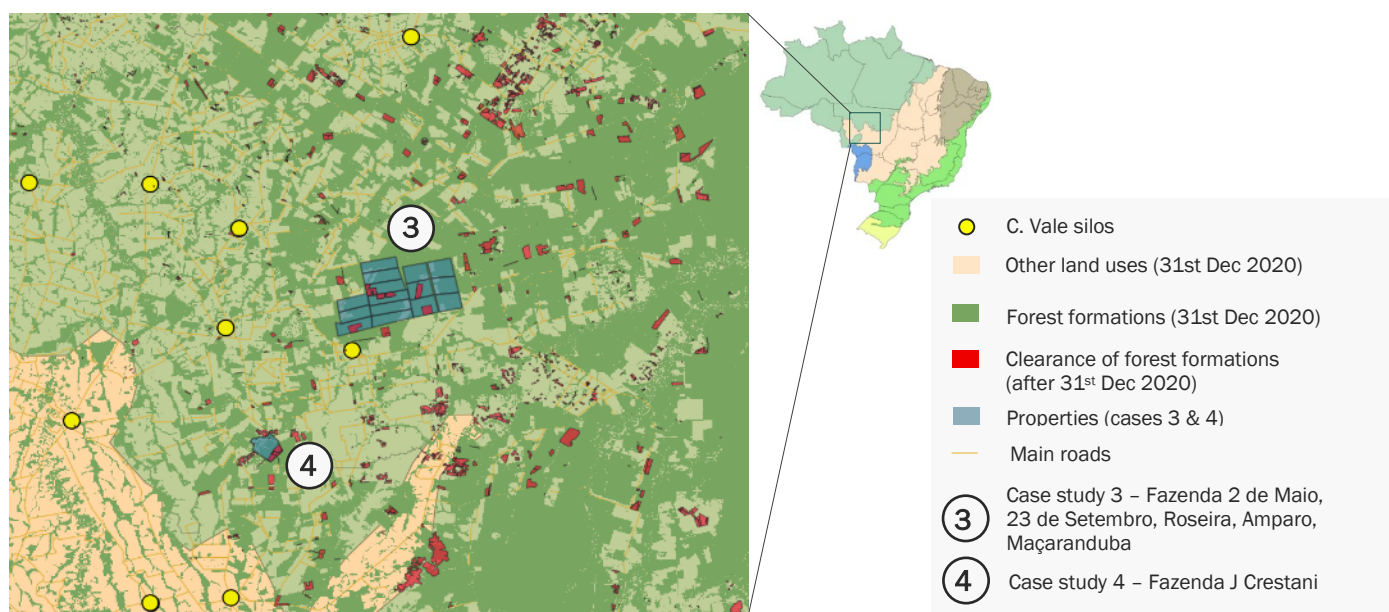 3
4
C. Vale silos
Other land uses (31st Dec 2020)
Forest formations (31st Dec 2020)
Clearance of forest formations
(after 31st Dec 2020)
Properties (cases 3 & 4)
Main roads
3
Case study 3 – Fazenda 2 de Maio,
23 de Setembro, Roseira, Amparo,
Maçaranduba
4
Case study 4 – Fazenda J Crestani